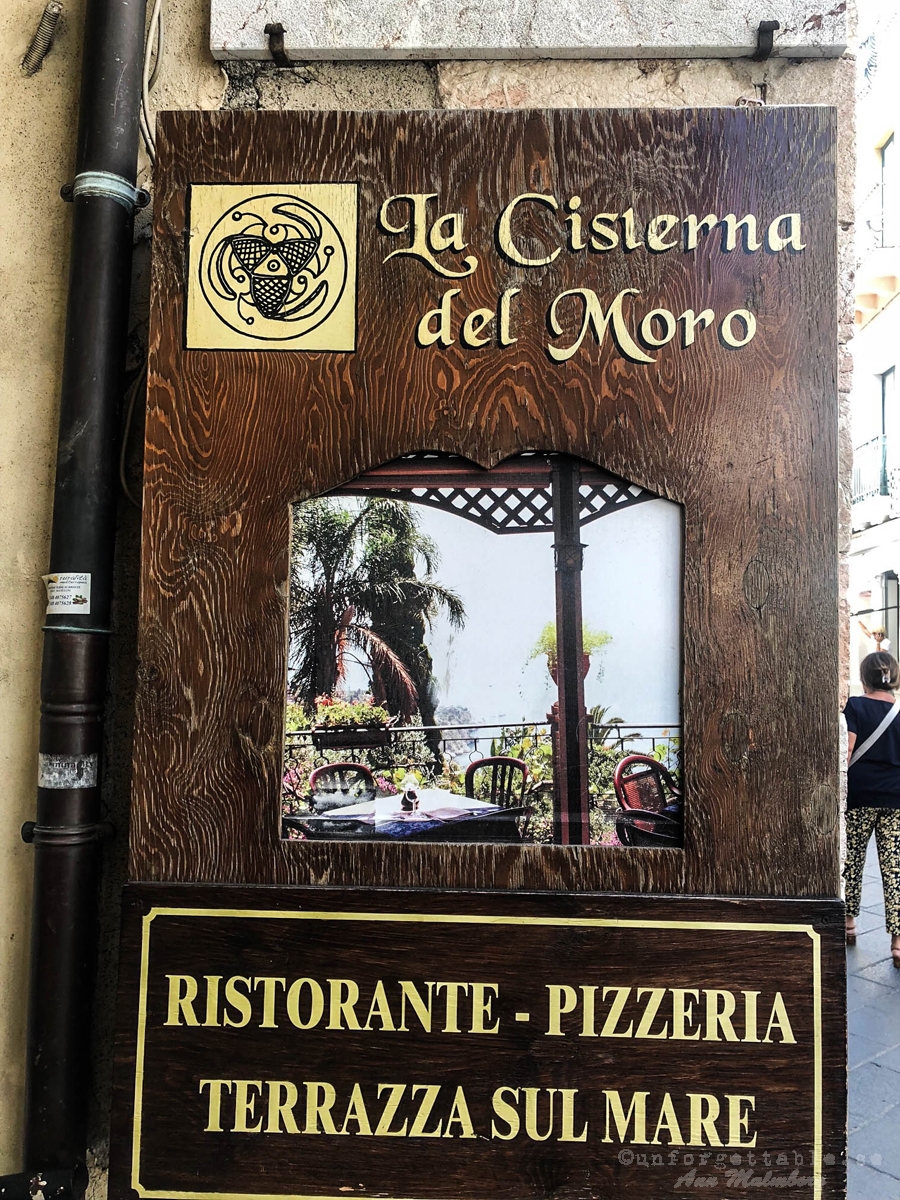 La Cisterna
del Moro
RISTORANTE - PIZZERIA
TERRAZZA SUL MARE
©unforgettable.se
Ann Malmberg